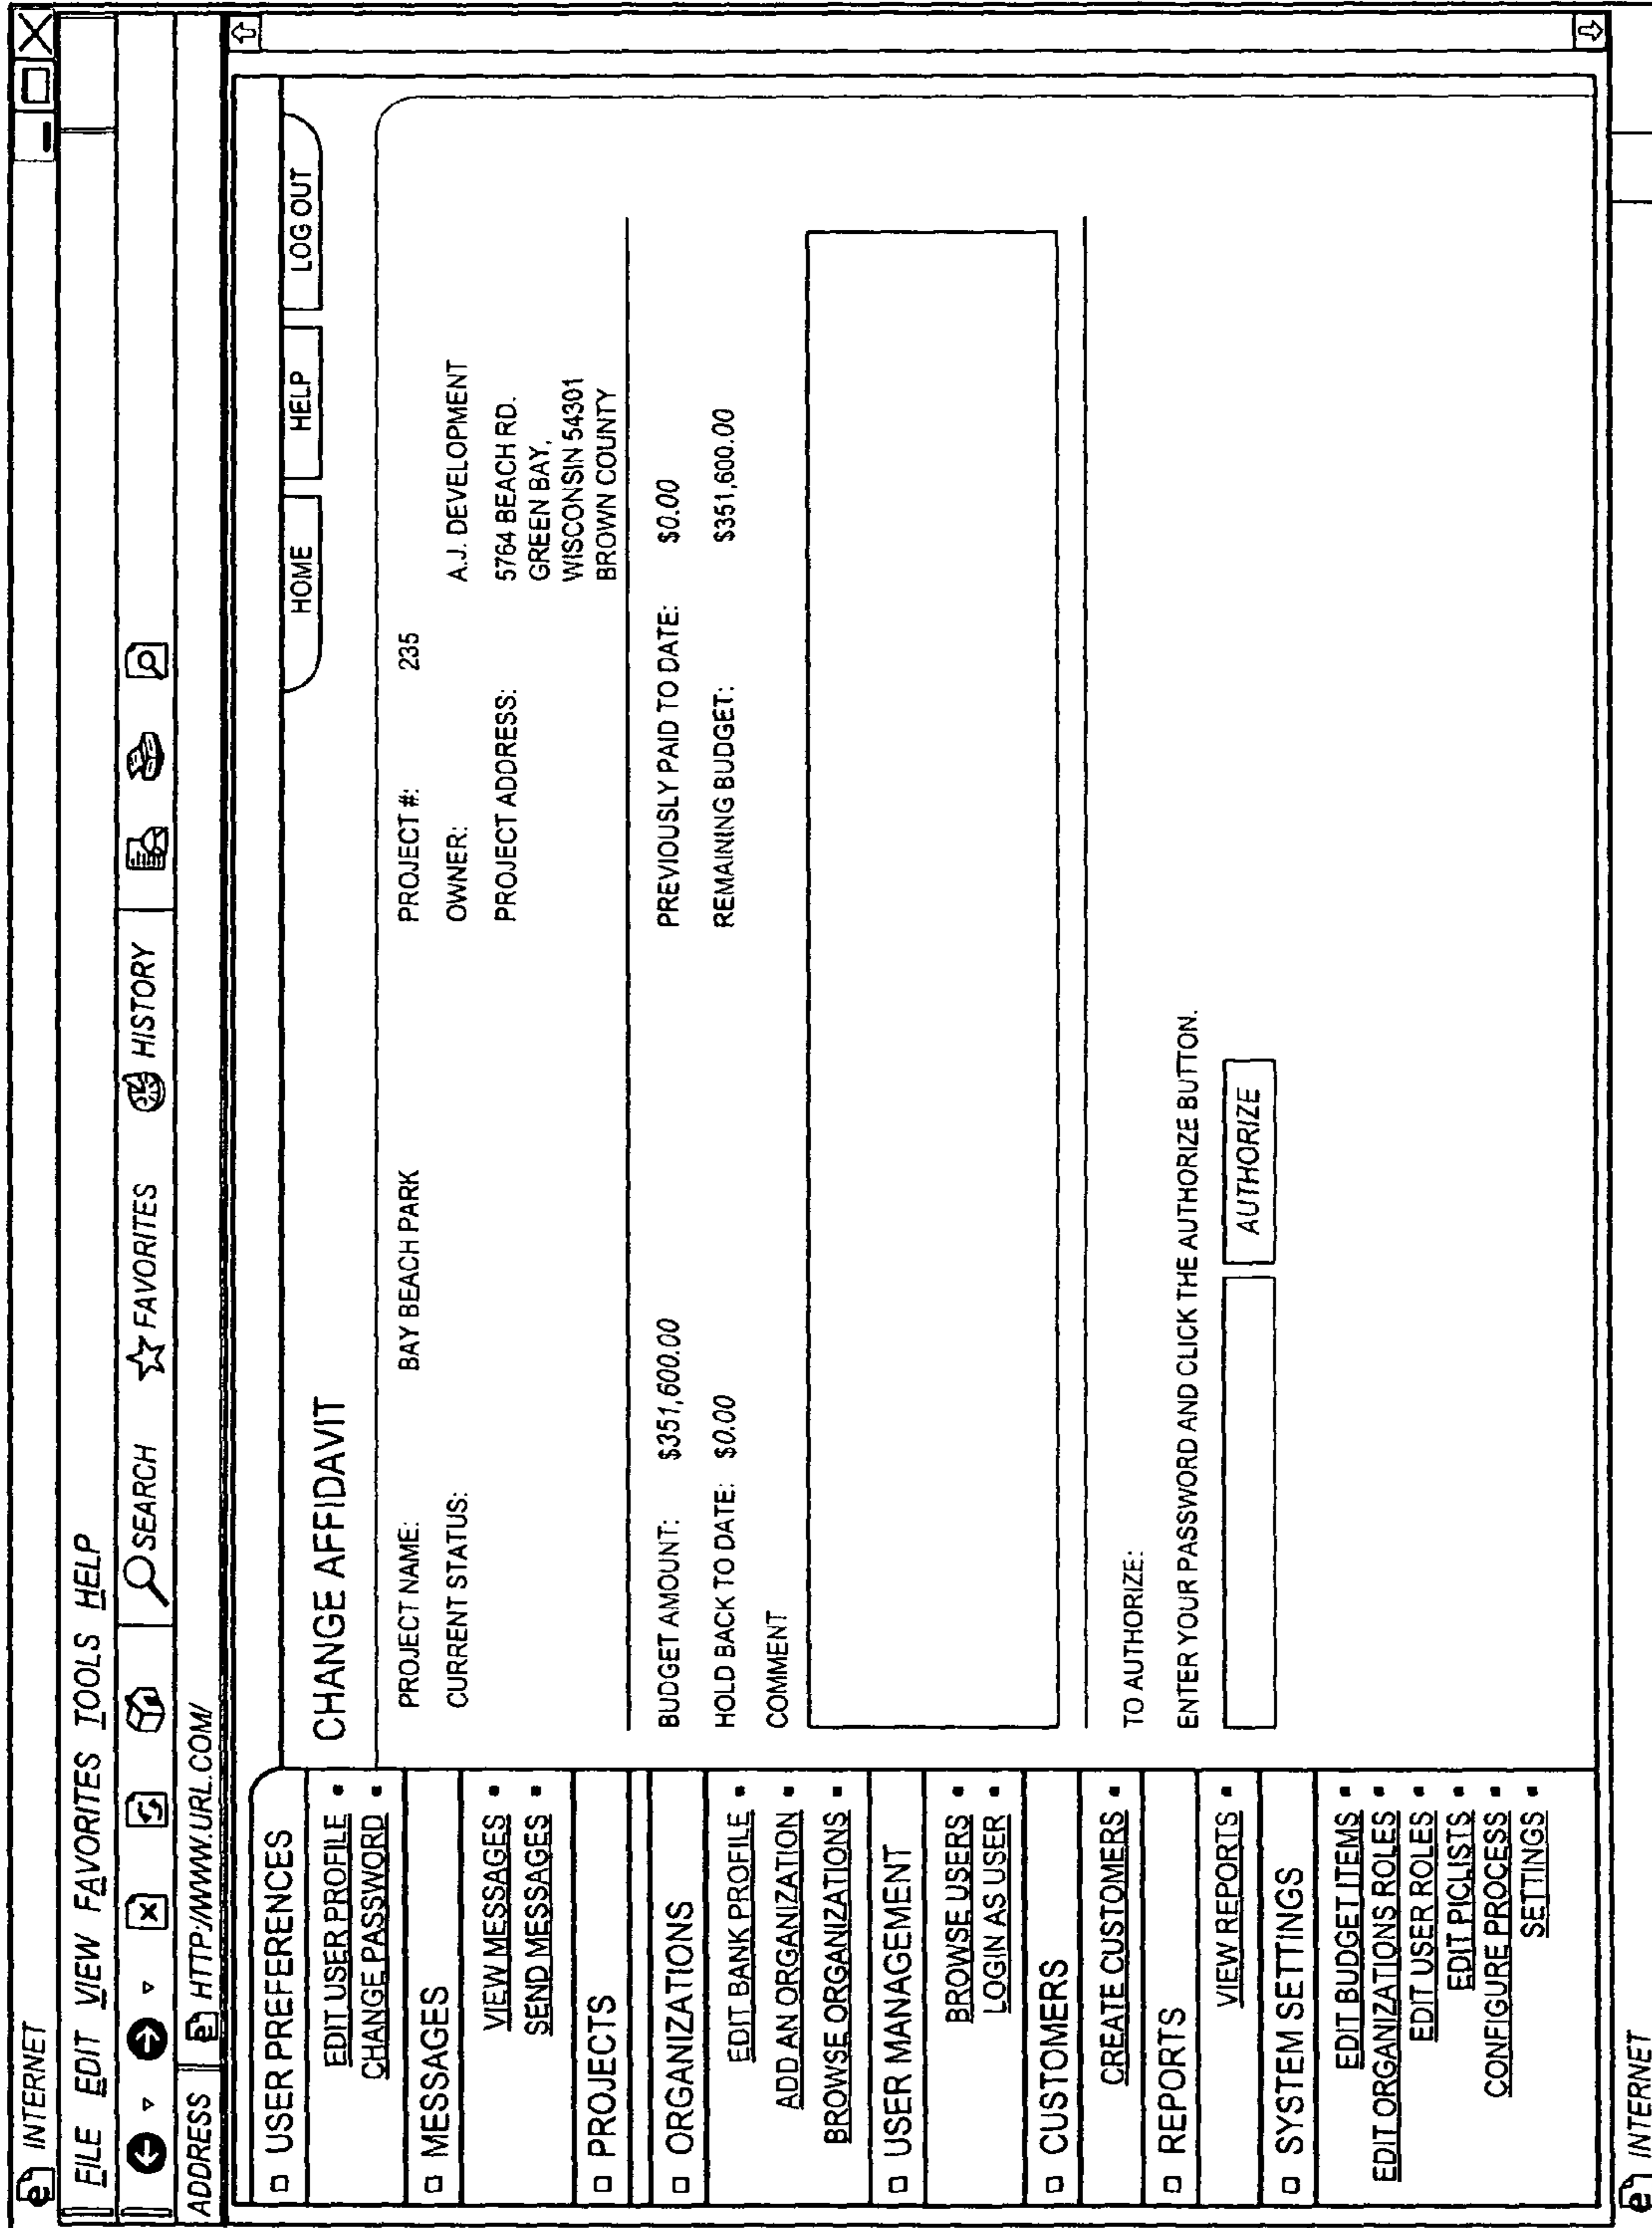 INTERNET
FILE EDIT VIEW FAVORITES TOOLS HELP
SEARCH FAVORITES HISTORY
ADDRESS HTTP://WWW.URL.COM/
HOME HELP LOG OUT
USER PREFERENCES
EDIT USER PROFILE
CHANGE PASSWORD
MESSAGES
VIEW MESSAGES
SEND MESSAGES
PROJECTS
ORGANIZATIONS
EDIT BANK PROFILE
ADD AN ORGANIZATION
BROWSE ORGANIZATIONS
USER MANAGEMENT
BROWSE USERS
LOGIN AS USER
CUSTOMERS
CREATE CUSTOMERS
REPORTS
VIEW REPORTS
SYSTEM SETTINGS
EDIT BUDGET ITEMS
EDIT ORGANIZATIONS ROLES
EDIT USER ROLES
EDIT PICLISTS
CONFIGURE PROCESS
SETTINGS
CHANGE AFFIDAVIT
PROJECT NAME: BAY BEACH PARK PROJECT #: 235
CURRENT STATUS: OWNER: A.J. DEVELOPMENT
PROJECT ADDRESS: 5764 BEACH RD.
GREEN BAY,
WISCONSIN 54301
BROWN COUNTY
BUDGET AMOUNT: $351,600.00 PREVIOUSLY PAID TO DATE: $0.00
HOLD BACK TO DATE: $0.00 REMAINING BUDGET: $351,600.00
COMMENT
TO AUTHORIZE:
ENTER YOUR PASSWORD AND CLICK THE AUTHORIZE BUTTON.
AUTHORIZE
INTERNET